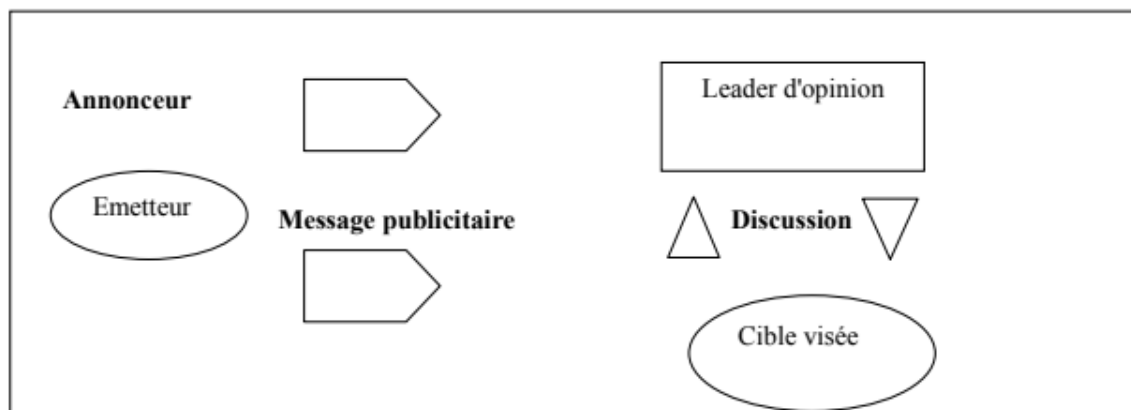 Annonceur
Emetteur
Message publicitaire
Leader d'opinion
Discussion
Cible visée